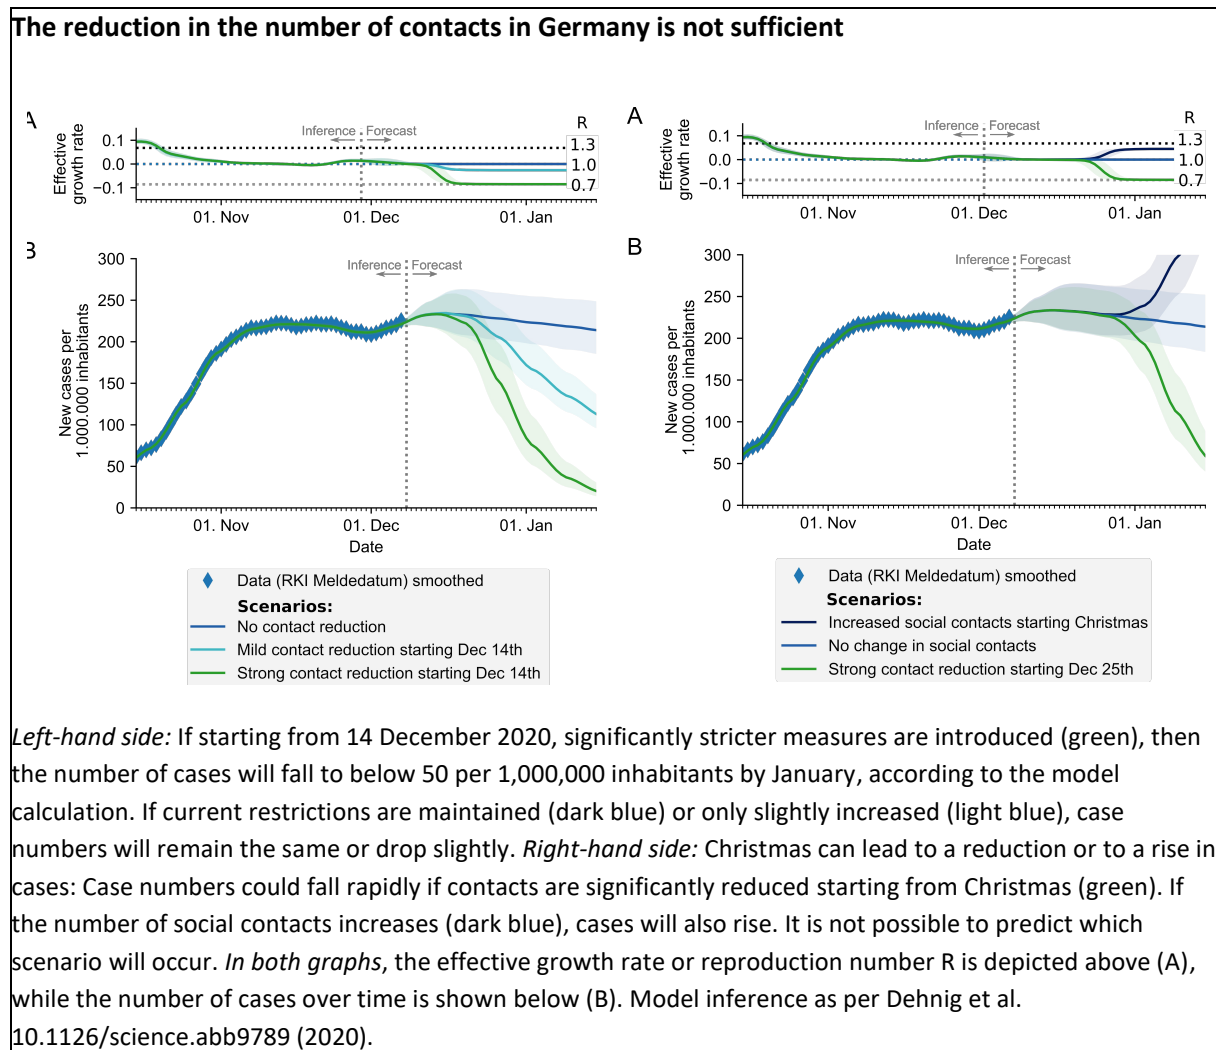 The reduction in the number of contacts in Germany is not sufficient
A
Effective
growth rate
0.1
0.0
−0.1
Inference
Forecast
R
1.3
1.0
0.7
01. Nov
01. Dec
01. Jan
B
New cases per
1.000.000 inhabitants
300
250
200
150
100
50
0
Inference
Forecast
01. Nov
01. Dec
01. Jan
Date
Data (RKI Meldedatum) smoothed
Scenarios:
No contact reduction
Mild contact reduction starting Dec 14th
Strong contact reduction starting Dec 14th
A
Effective
growth rate
0.1
0.0
−0.1
Inference
Forecast
R
1.3
1.0
0.7
01. Nov
01. Dec
01. Jan
B
New cases per
1.000.000 inhabitants
300
250
200
150
100
50
0
Inference
Forecast
01. Nov
01. Dec
01. Jan
Date
Data (RKI Meldedatum) smoothed
Scenarios:
Increased social contacts starting Christmas
No change in social contacts
Strong contact reduction starting Dec 25th
Left-hand side: If starting from 14 December 2020, significantly stricter measures are introduced (green), then
the number of cases will fall to below 50 per 1,000,000 inhabitants by January, according to the model
calculation. If current restrictions are maintained (dark blue) or only slightly increased (light blue), case
numbers will remain the same or drop slightly. Right-hand side: Christmas can lead to a reduction or to a rise in
cases: Case numbers could fall rapidly if contacts are significantly reduced starting from Christmas (green). If
the number of social contacts increases (dark blue), cases will also rise. It is not possible to predict which
scenario will occur. In both graphs, the effective growth rate or reproduction number R is depicted above (A),
while the number of cases over time is shown below (B). Model inference as per Dehnig et al.
10.1126/science.abb9789 (2020).